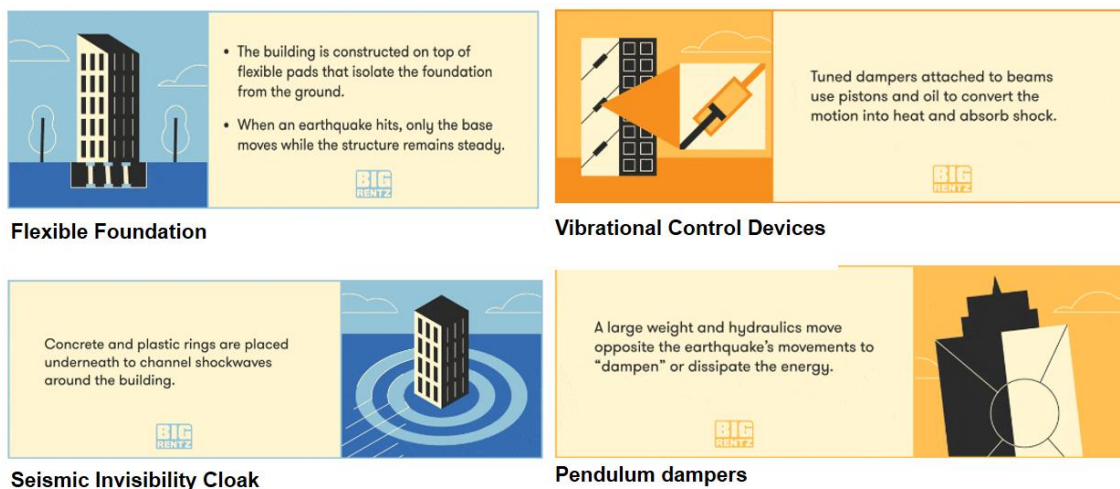 • The building is constructed on top of
flexible pads that isolate the foundation
from the ground.
• When an earthquake hits, only the base
moves while the structure remains steady.
BIG
RENTZ
Flexible Foundation
Tuned dampers attached to beams
use pistons and oil to convert the
motion into heat and absorb shock.
BIG
RENTZ
Vibrational Control Devices
Concrete and plastic rings are placed
underneath to channel shockwaves
around the building.
BIG
RENTZ
Seismic Invisibility Cloak
A large weight and hydraulics move
opposite the earthquake's movements to
“dampen” or dissipate the energy.
BIG
RENTZ
Pendulum dampers